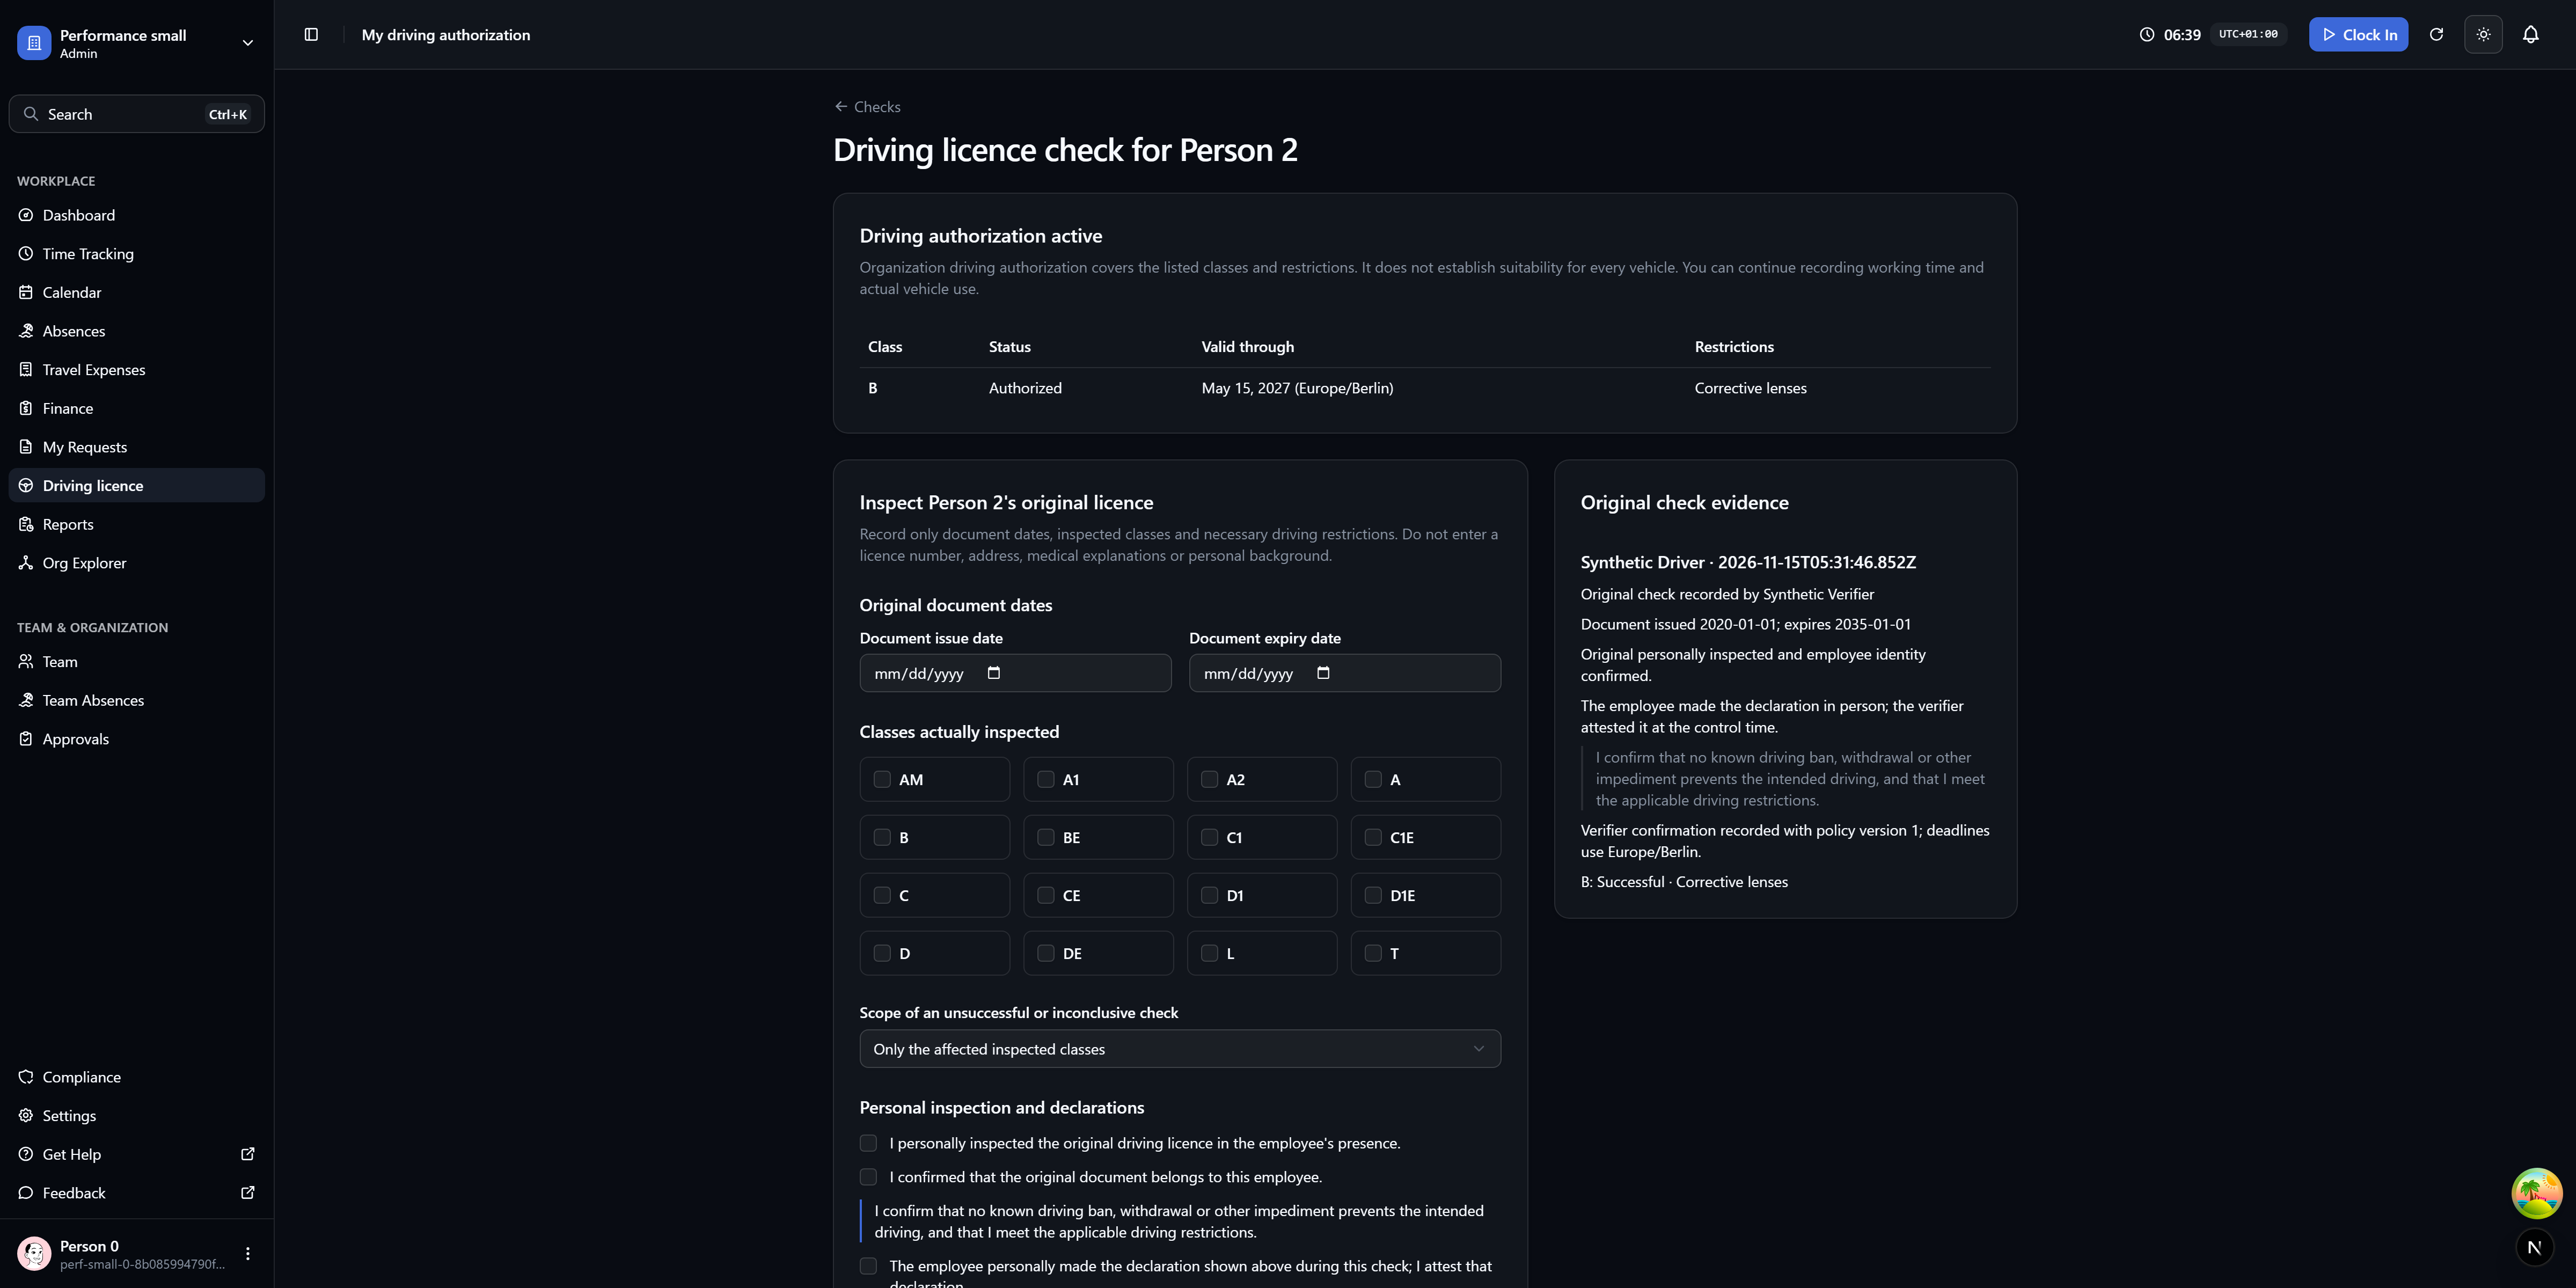 Performance small
Admin
Search
Ctrl+K
WORKPLACE
Dashboard
Time Tracking
Calendar
Absences
Travel Expenses
Finance
My Requests
Driving licence
Reports
Org Explorer
TEAM & ORGANIZATION
Team
Team Absences
Approvals
Compliance
Settings
Get Help
Feedback
Person 0
perf-small-0-8b085994790f...
My driving authorization
06:39
UTC+01:00
Clock In
Checks
Driving licence check for Person 2
Driving authorization active
Organization driving authorization covers the listed classes and restrictions. It does not establish suitability for every vehicle. You can continue recording working time and
actual vehicle use.
Class Status Valid through Restrictions
B Authorized May 15, 2027 (Europe/Berlin) Corrective lenses
Inspect Person 2's original licence
Record only document dates, inspected classes and necessary driving restrictions. Do not enter a
licence number, address, medical explanations or personal background.
Original document dates
Document issue date Document expiry date
mm/dd/yyyy mm/dd/yyyy
Classes actually inspected
AM A1 A2 A
B BE C1 C1E
C CE D1 D1E
D DE L T
Scope of an unsuccessful or inconclusive check
Only the affected inspected classes
Personal inspection and declarations
I personally inspected the original driving licence in the employee's presence.
I confirmed that the original document belongs to this employee.
I confirm that no known driving ban, withdrawal or other impediment prevents the intended
driving, and that I meet the applicable driving restrictions.
The employee personally made the declaration shown above during this check; I attest that
declaration.
Original check evidence
Synthetic Driver · 2026-11-15T05:31:46.852Z
Original check recorded by Synthetic Verifier
Document issued 2020-01-01; expires 2035-01-01
Original personally inspected and employee identity
confirmed.
The employee made the declaration in person; the verifier
attested it at the control time.
I confirm that no known driving ban, withdrawal or other
impediment prevents the intended driving, and that I meet
the applicable driving restrictions.
Verifier confirmation recorded with policy version 1; deadlines
use Europe/Berlin.
B: Successful · Corrective lenses
N